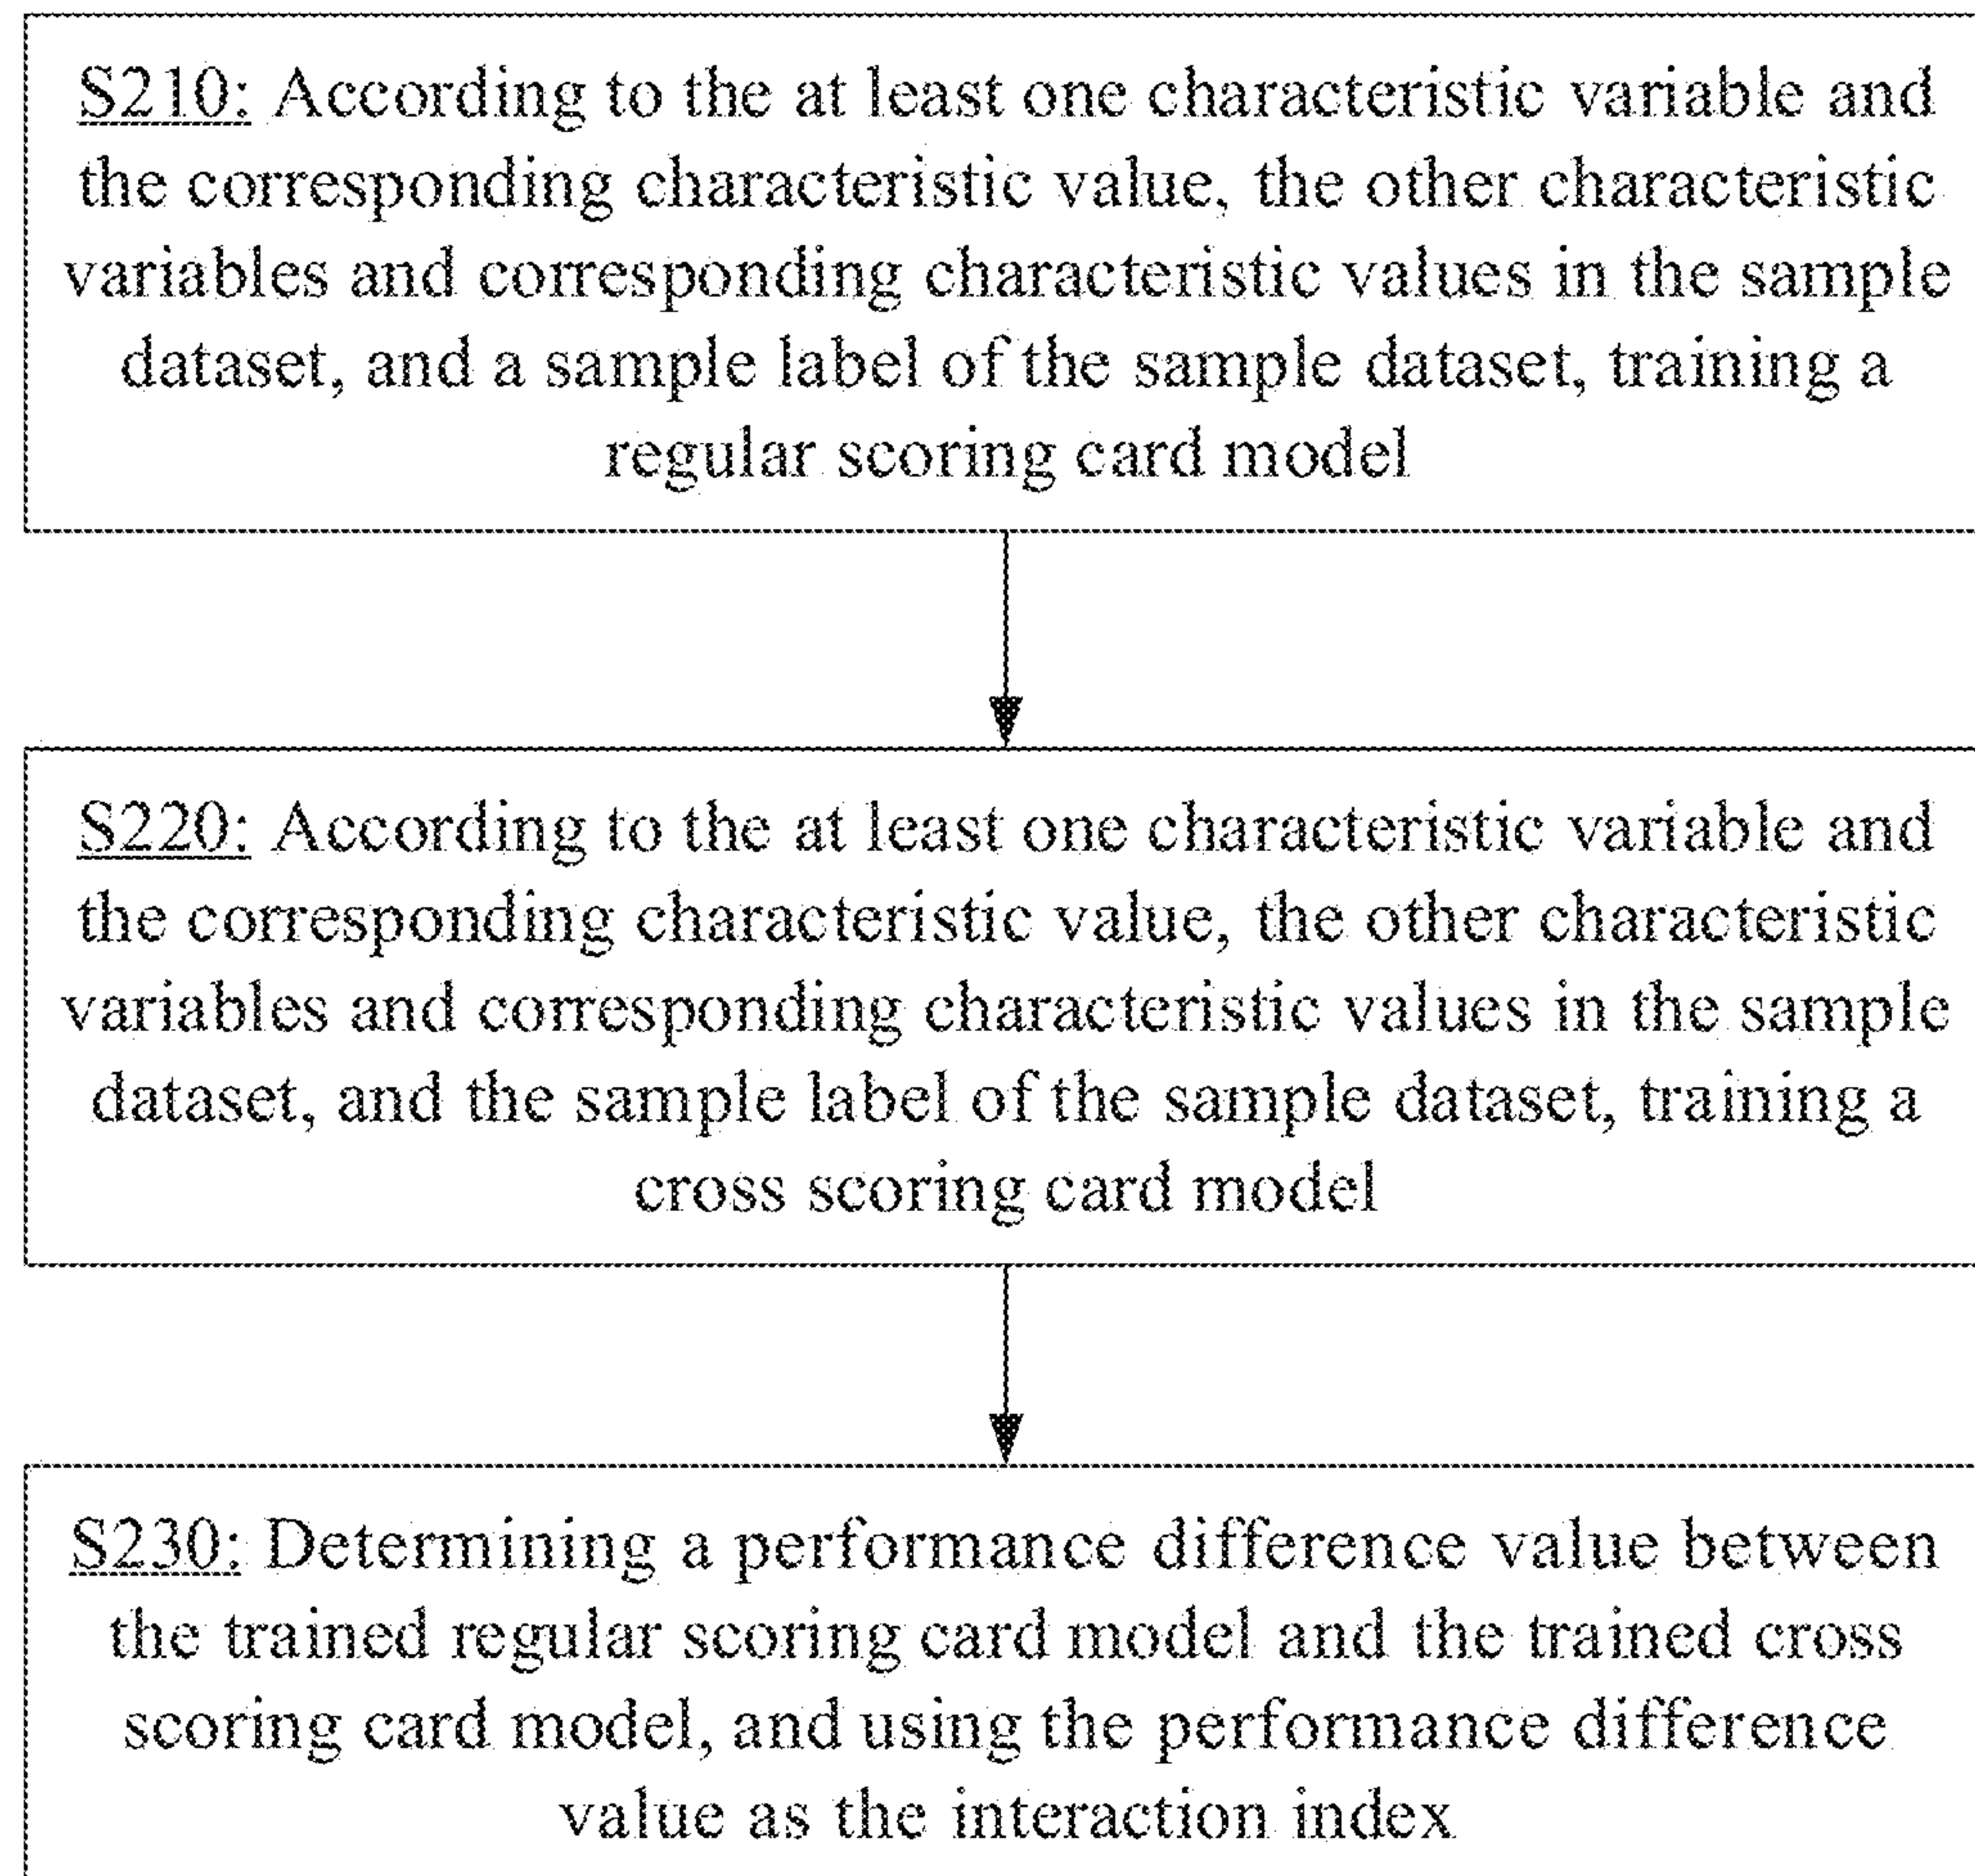 S210: According to the at least one characteristic variable and
the corresponding characteristic value, the other characteristic
variables and corresponding characteristic values in the sample
dataset, and a sample label of the sample dataset, training a
regular scoring card model
S220: According to the at least one characteristic variable and
the corresponding characteristic value, the other characteristic
variables and corresponding characteristic values in the sample
dataset, and the sample label of the sample dataset, training a
cross scoring card model
S230: Determining a performance difference value between
the trained regular scoring card model and the trained cross
scoring card model, and using the performance difference
value as the interaction index